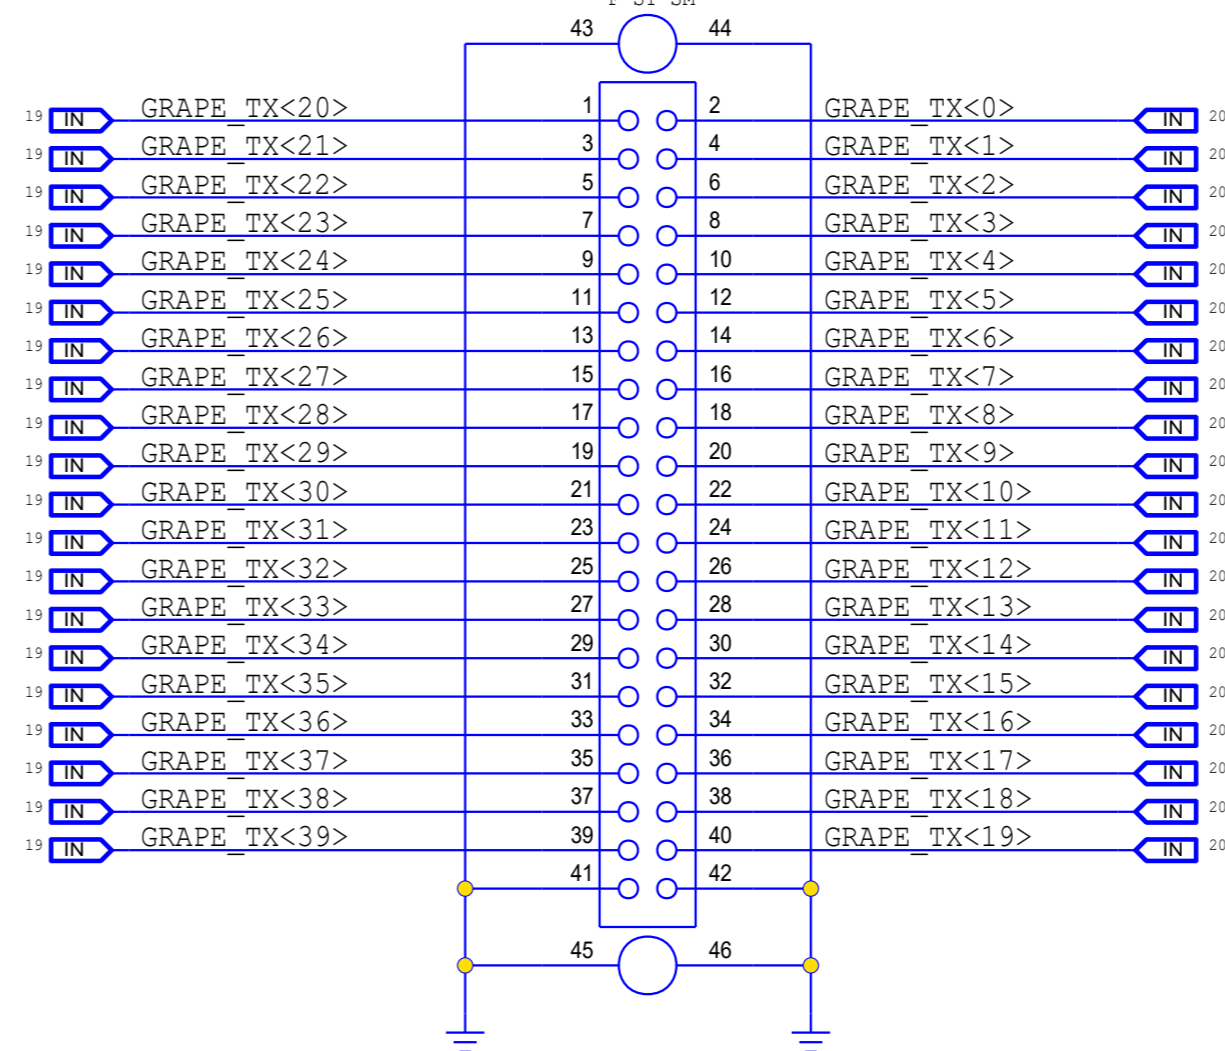 43 44
19 IN GRAPE_TX<20> 1 2 GRAPE_TX<0> IN 20
19 IN GRAPE_TX<21> 3 4 GRAPE_TX<1> IN 20
19 IN GRAPE_TX<22> 5 6 GRAPE_TX<2> IN 20
19 IN GRAPE_TX<23> 7 8 GRAPE_TX<3> IN 20
19 IN GRAPE_TX<24> 9 10 GRAPE_TX<4> IN 20
19 IN GRAPE_TX<25> 11 12 GRAPE_TX<5> IN 20
19 IN GRAPE_TX<26> 13 14 GRAPE_TX<6> IN 20
19 IN GRAPE_TX<27> 15 16 GRAPE_TX<7> IN 20
19 IN GRAPE_TX<28> 17 18 GRAPE_TX<8> IN 20
19 IN GRAPE_TX<29> 19 20 GRAPE_TX<9> IN 20
19 IN GRAPE_TX<30> 21 22 GRAPE_TX<10> IN 20
19 IN GRAPE_TX<31> 23 24 GRAPE_TX<11> IN 20
19 IN GRAPE_TX<32> 25 26 GRAPE_TX<12> IN 20
19 IN GRAPE_TX<33> 27 28 GRAPE_TX<13> IN 20
19 IN GRAPE_TX<34> 29 30 GRAPE_TX<14> IN 20
19 IN GRAPE_TX<35> 31 32 GRAPE_TX<15> IN 20
19 IN GRAPE_TX<36> 33 34 GRAPE_TX<16> IN 20
19 IN GRAPE_TX<37> 35 36 GRAPE_TX<17> IN 20
19 IN GRAPE_TX<38> 37 38 GRAPE_TX<18> IN 20
19 IN GRAPE_TX<39> 39 40 GRAPE_TX<19> IN 20
41 42
45 46